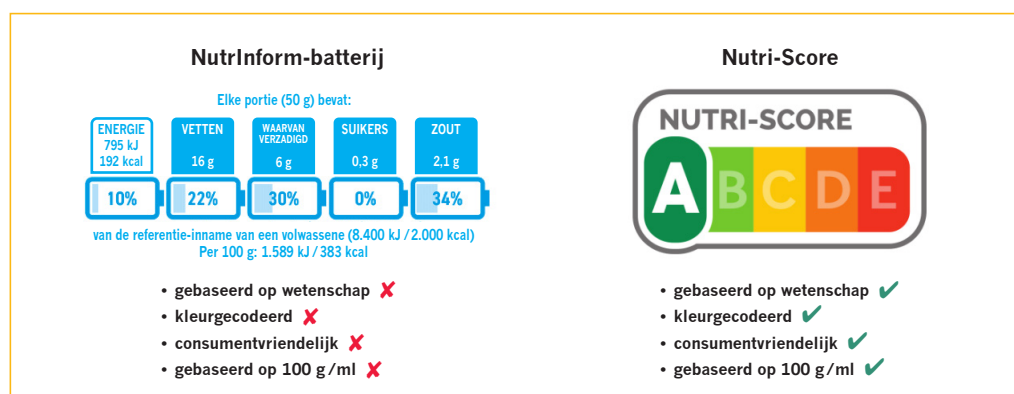 NutrInform-batterij
Elke portie (50 g) bevat:
ENERGIE
795 kJ
192 kcal
VETTEN
16 g
WAARVAN
VERZADIGD
6 g
SUIKERS
0,3 g
ZOUT
2,1 g
10%
22%
30%
0%
34%
van de referentie-inname van een volwassene (8.400 kJ / 2.000 kcal)
Per 100 g: 1.589 kJ / 383 kcal
• gebaseerd op wetenschap ✘
• kleurgecodeerd ✘
• consumentvriendelijk ✘
• gebaseerd op 100 g/ml ✘
Nutri-Score
NUTRI-SCORE
A B C D E
• gebaseerd op wetenschap ✔
• kleurgecodeerd ✔
• consumentvriendelijk ✔
• gebaseerd op 100 g/ml ✔